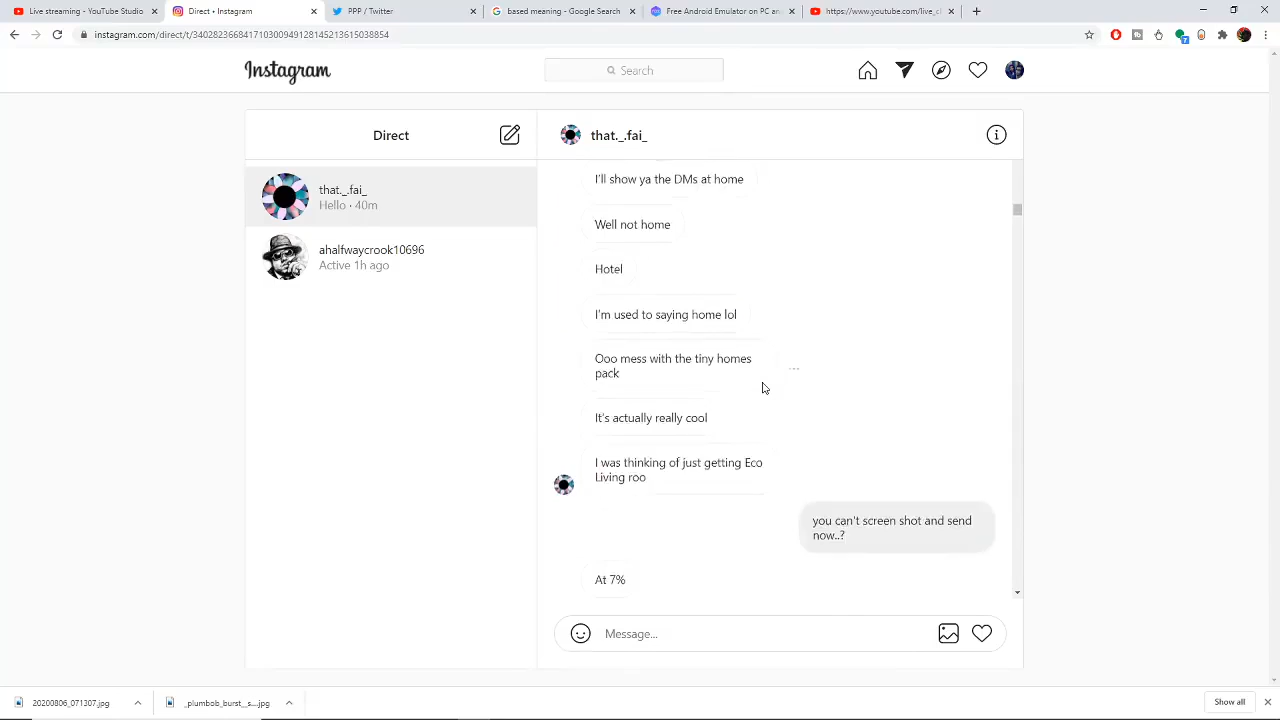 Live streaming - YouTube Studio
Direct • Instagram
PPP / Twitter
based meaning - Google Search
Free Android Emulator on PC and
https://www.youtube.com/live_cl
instagram.com/direct/t/340282366841710300949128145213615038854
Instagram
Search
Direct
that._.fai_
that._.fai_
Hello · 40m
ahalfwaycrook10696
Active 1h ago
I'll show ya the DMs at home
Well not home
Hotel
I'm used to saying home lol
Ooo mess with the tiny homes
pack
It's actually really cool
I was thinking of just getting Eco
Living roo
you can't screen shot and send
now..?
At 7%
Message...
20200806_071307.jpg
_plumbob_burst__s....jpg
Show all